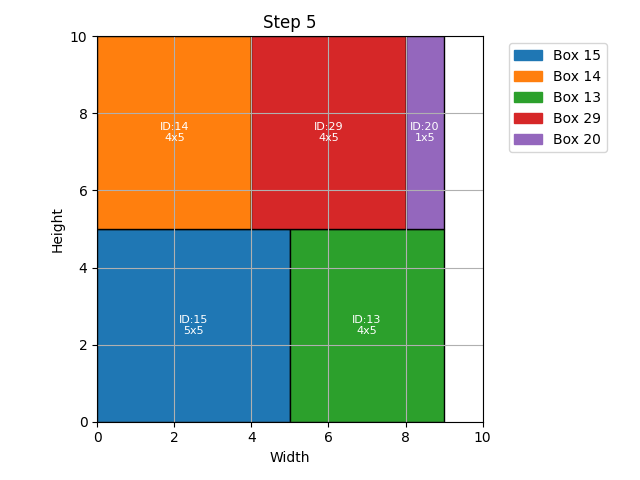 Step 5
Height
10
8
6
4
2
0
ID:14
4x5
ID:29
4x5
ID:20
1x5
ID:15
5x5
ID:13
4x5
0 2 4 6 8 10
Width
Box 15
Box 14
Box 13
Box 29
Box 20